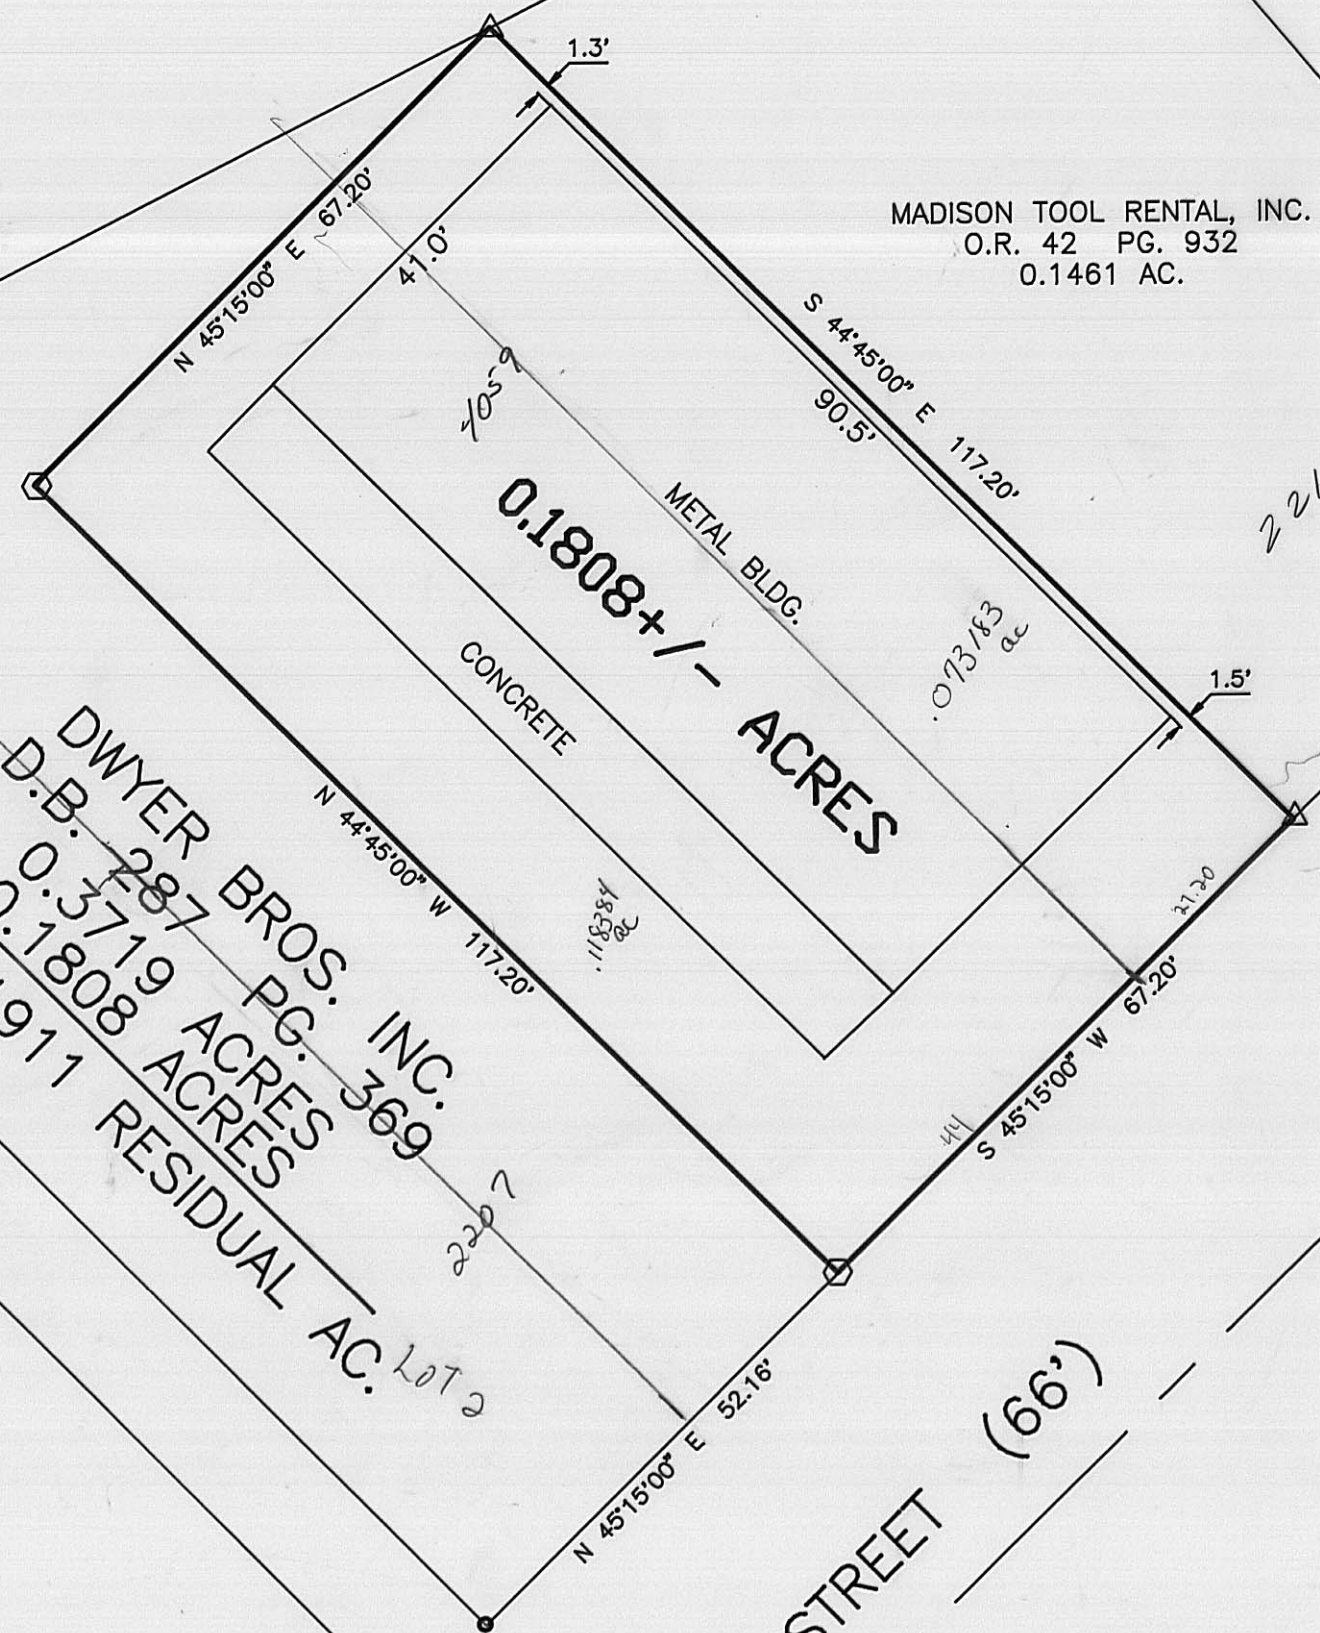 1.3'
MADISON TOOL RENTAL, INC.
O.R. 42 PG. 932
0.1461 AC.
N 45°15'00" E 67.20'
41.0'
S 44°45'00" E 117.20'
90.5'
4059
METAL BLDG.
0.1808+/- ACRES
CONCRETE
.073183
ac
221
1.5'
N 44°45'00" W 117.20'
.118384
ac
21.20
44
S 45°15'00" W 67.20'
DWYER BROS. INC.
D.B. 287 PG. 369
0.3719 ACRES
0.1808 ACRES
1911 RESIDUAL AC.
2207
LOT 2
N 45°15'00" E 52.16'
STREET (66')